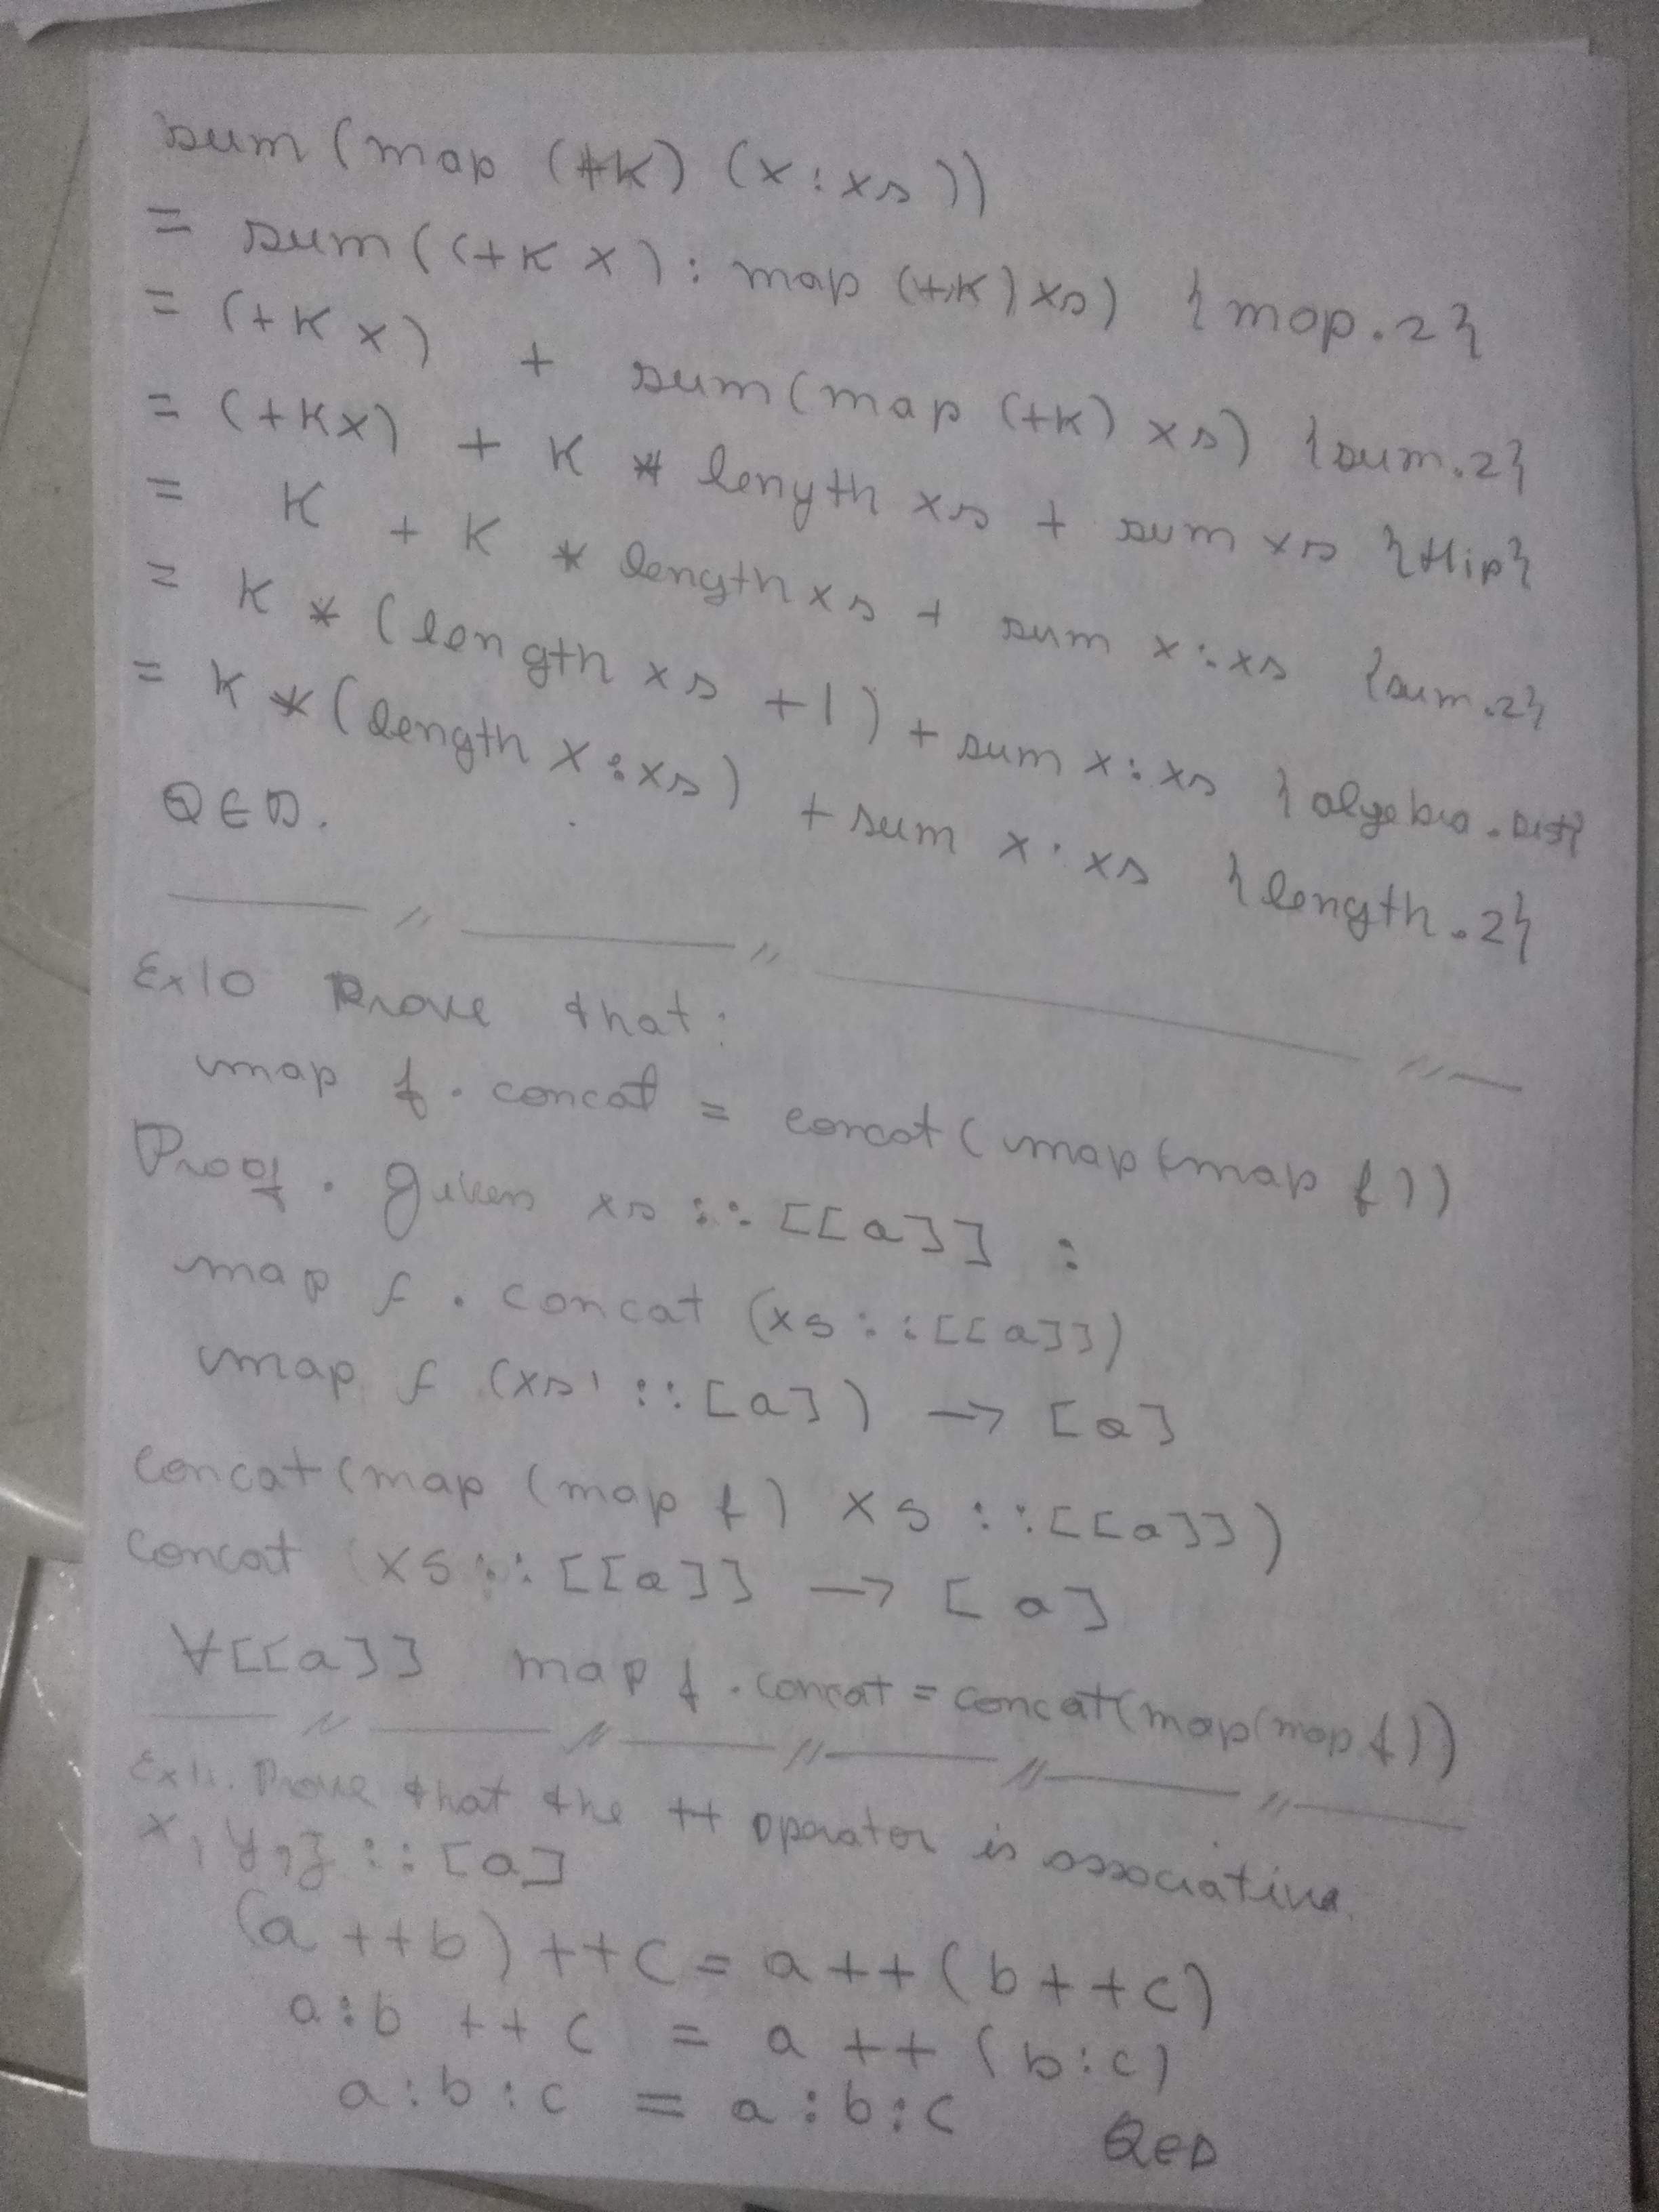 sum (map (+K) (x:xs))
= sum ((+K x) : map (+K) xs) {map.2}
= (+K x) + sum (map (+K) xs) {sum.2}
= (+Kx) + K * length xs + sum xs {Hip}
= K + K * length xs + sum x:xs {sum.2}
= K * (length xs +1) + sum x:xs {algebra.Dist}
= K * (length x:xs) + sum x:xs {length.2}
QED.
Ex10 Prove that:
map f . concat = concat (map (map f))
Proof. given xs :: [[a]] :
map f . concat (xs :: [[a]])
map f (xs' :: [a]) -> [a]
concat (map (map f) xs :: [[a]])
concat (xs :: [[a]] -> [a]
∀[[a]] map f . concat = concat (map (map f))
Ex11. Prove that the ++ operator is associative.
x, y, z :: [a]
(a ++ b) ++ c = a ++ (b ++ c)
a:b ++ c = a ++ (b:c)
a:b:c = a:b:c QED